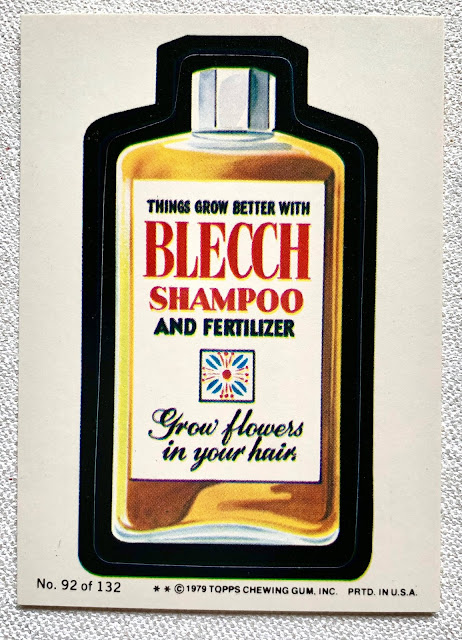 THINGS GROW BETTER WITH
BLECCH
SHAMPOO
AND FERTILIZER
Grow flowers
in your hair.
No. 92 of 132
** © 1979 TOPPS CHEWING GUM, INC. PRTD. IN U.S.A.